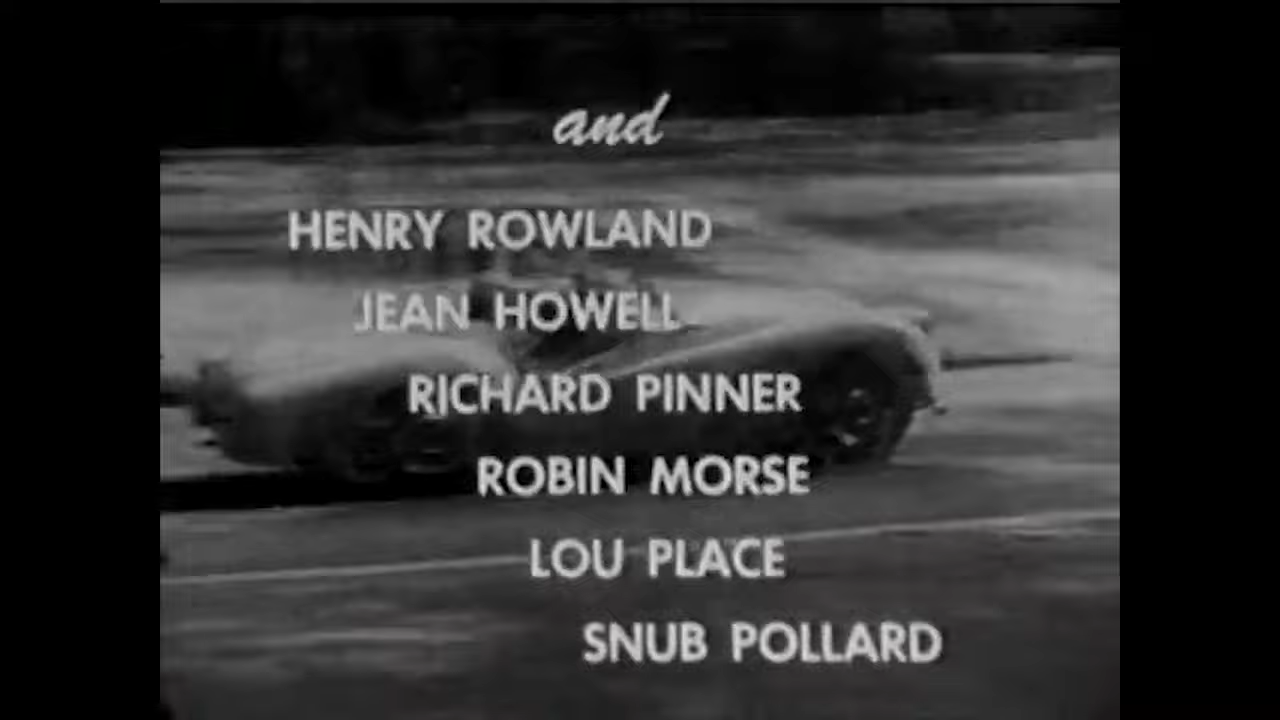 and
HENRY ROWLAND
JEAN HOWELL
RICHARD PINNER
ROBIN MORSE
LOU PLACE
SNUB POLLARD